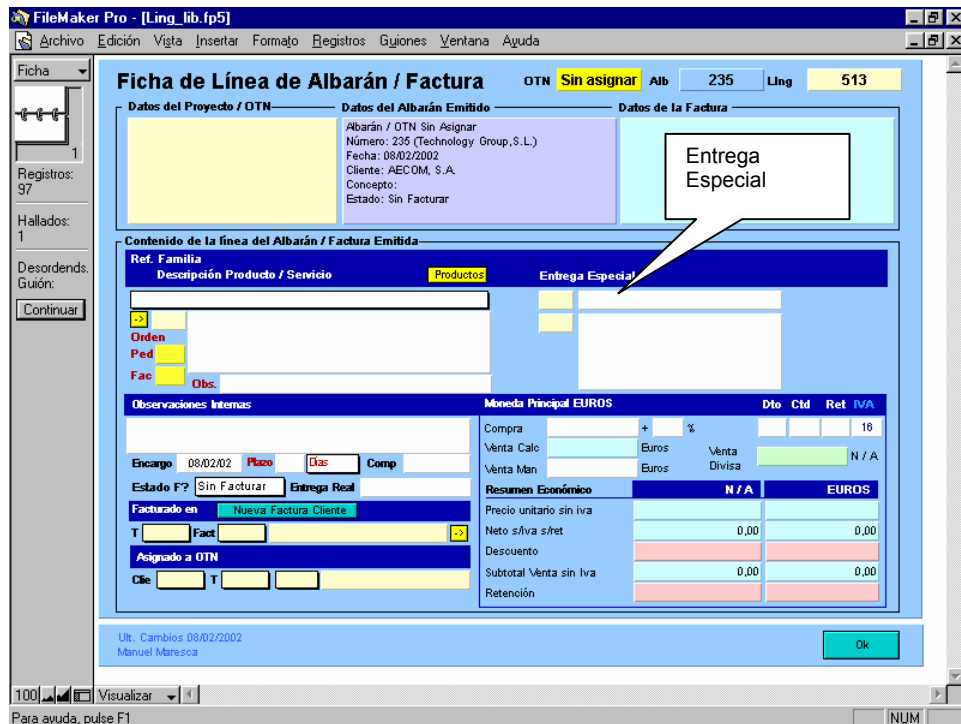 FileMaker Pro - [Ling_lib.fp5]
Archivo Edición Vista Insertar Formato Registros Guiones Ventana Ayuda
Ficha
1
Registros:
97
Hallados:
1
Desordends.
Guión:
Continuar
Ficha de Línea de Albarán / Factura OTN Sin asignar Alb 235 LIng 513
Datos del Proyecto / OTN Datos del Albarán Emitido Datos de la Factura
Albarán / OTN Sin Asignar
Número: 235 (Technology Group,S.L.)
Fecha: 08/02/2002
Cliente: AECOM, S.A.
Concepto:
Estado: Sin Facturar
Entrega
Especial
Contenido de la línea del Albarán / Factura Emitida
Ref. Familia
Descripción Producto / Servicio Productos Entrega Especial
->
Orden
Ped
Fac
Obs.
Observaciones Internas
Encargo 08/02/02 Plazo Días Comp
Estado F? Sin Facturar Entrega Real
Facturado en Nueva Factura Cliente
T Fact ->
Asignado a OTN
Clie T
Moneda Principal EUROS Dto Ctd Ret IVA
Compra + % 16
Venta Calc Euros Venta Divisa N / A
Venta Man Euros
Resumen Económico N / A EUROS
Precio unitario sin iva
Neto s/iva s/ret 0,00 0,00
Descuento
Subtotal Venta sin Iva 0,00 0,00
Retención
Ult. Cambios 08/02/2002
Manuel Maresca
Ok
100 Visualizar
Para ayuda, pulse F1 NUM